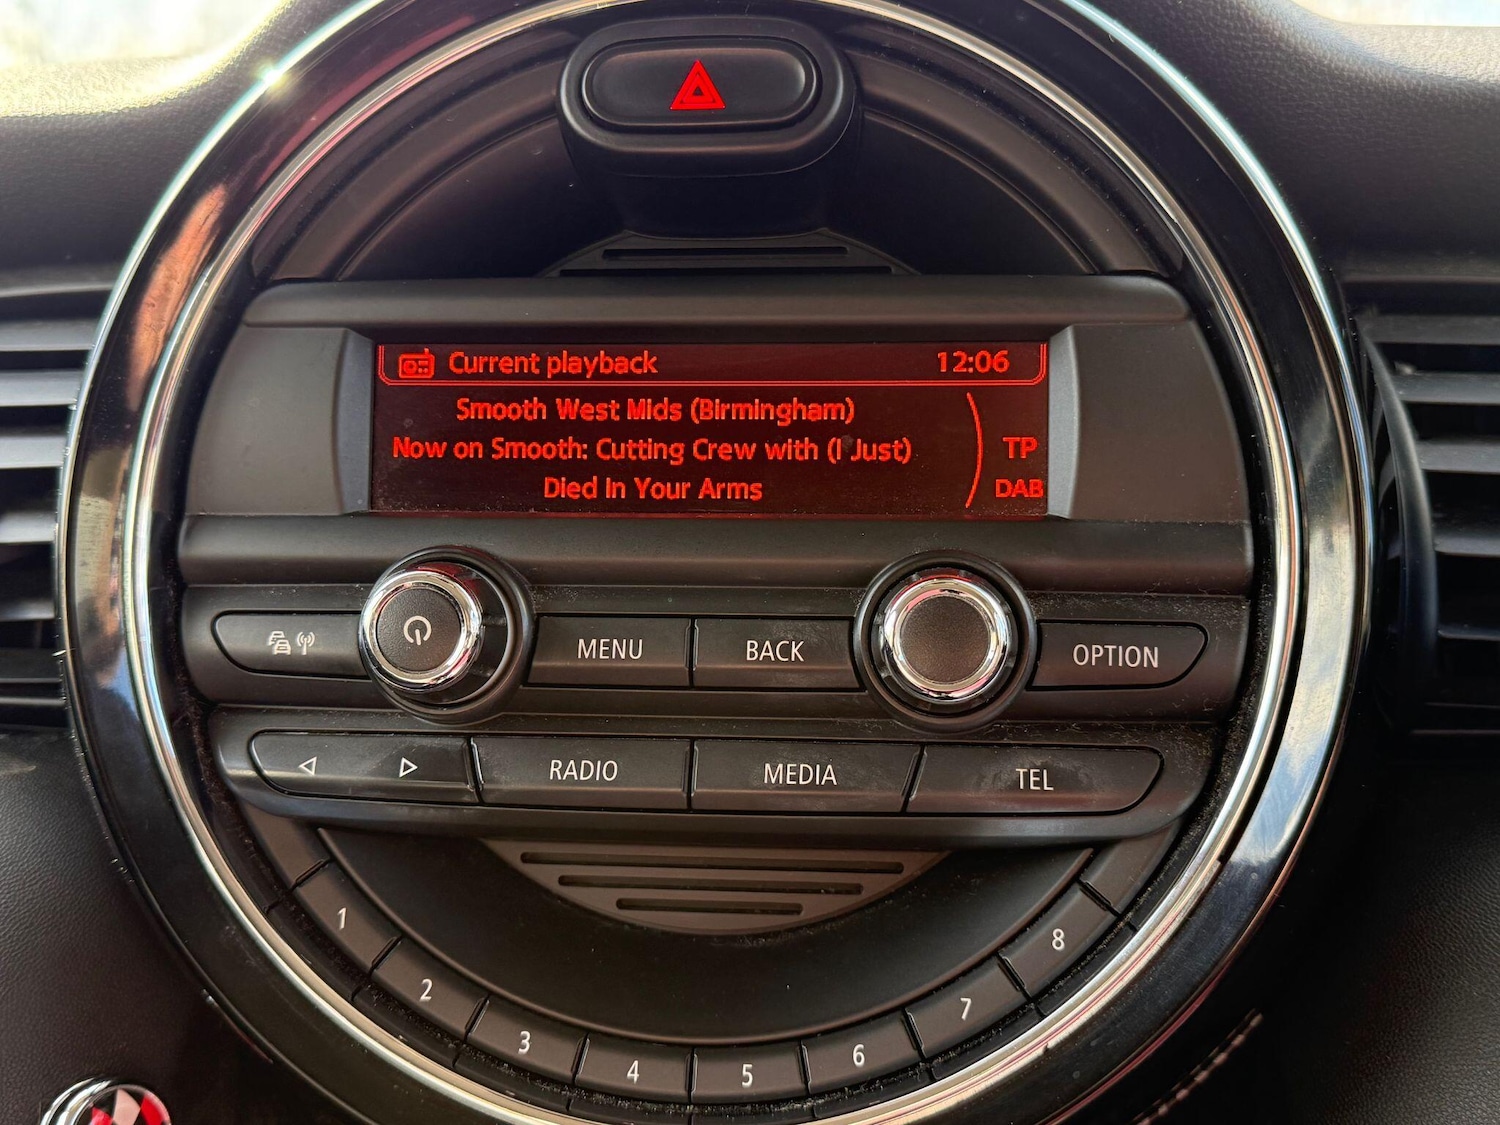 Current playback 12:06
Smooth West Mids (Birmingham)
Now on Smooth: Cutting Crew with (I Just)
Died In Your Arms
TP
DAB
MENU
BACK
OPTION
RADIO
MEDIA
TEL
1
2
3
4
5
6
7
8